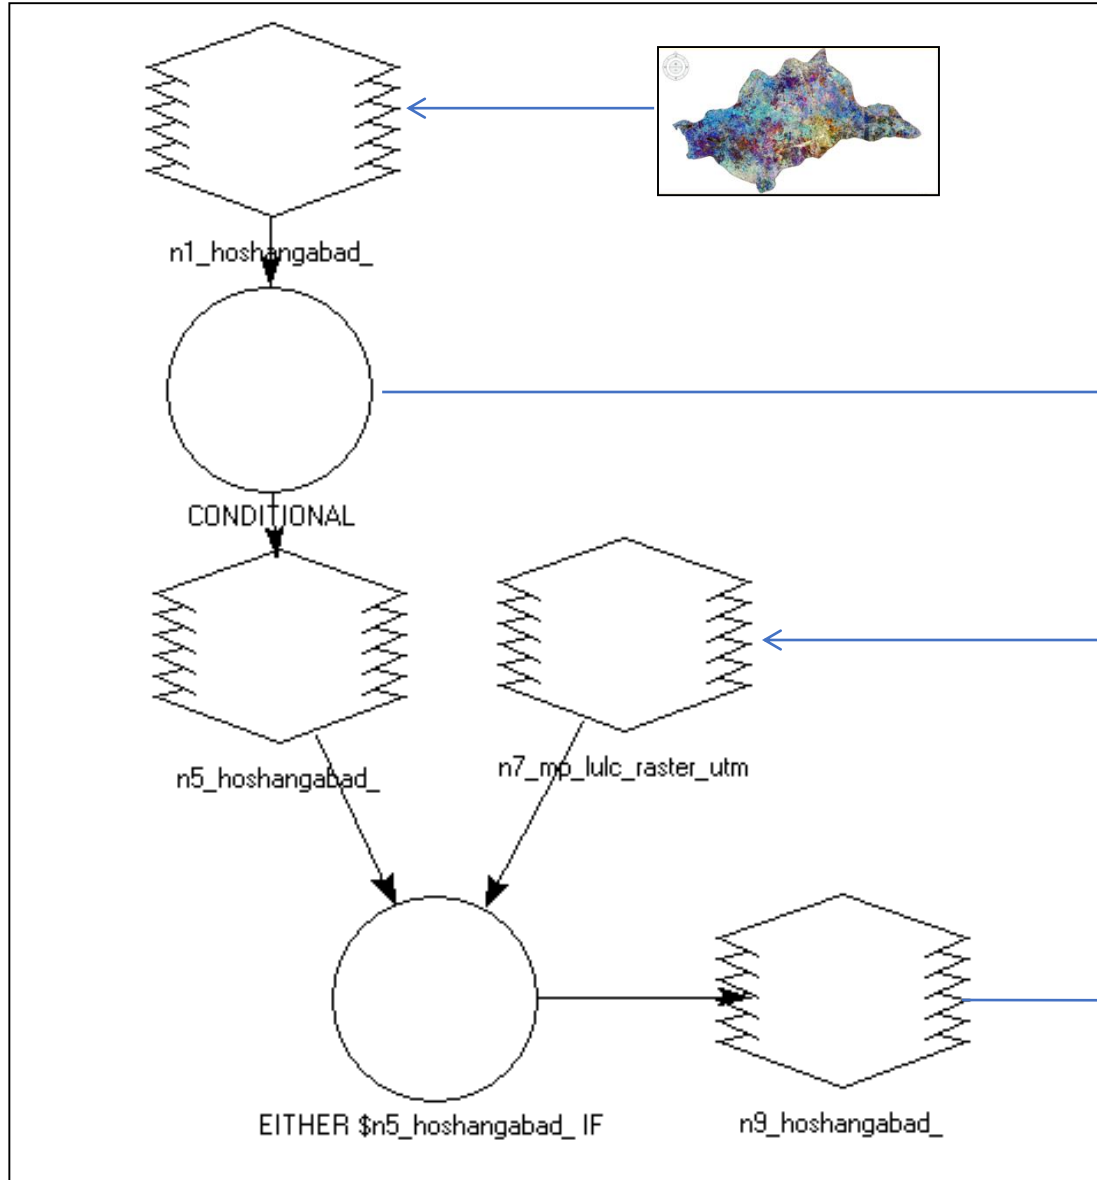 n1_hoshangabad_
CONDITIONAL
n5_hoshangabad_
n7_mp_lulc_raster_utm
EITHER $n5_hoshangabad_ IF
n9_hoshangabad_